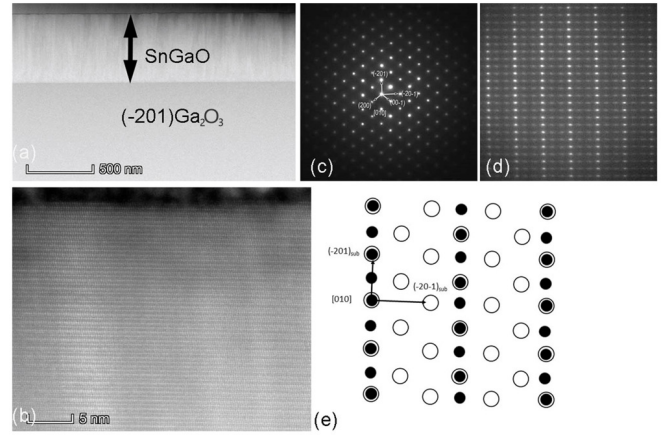 SnGaO
(-201)Ga₂O₃
(a)
500 nm
(-201)
(-20-1)
(200)
(00-1)
[010]
(c)
(d)
(b)
5 nm
(-201)sub
(-20-1)sub
[010]
(e)